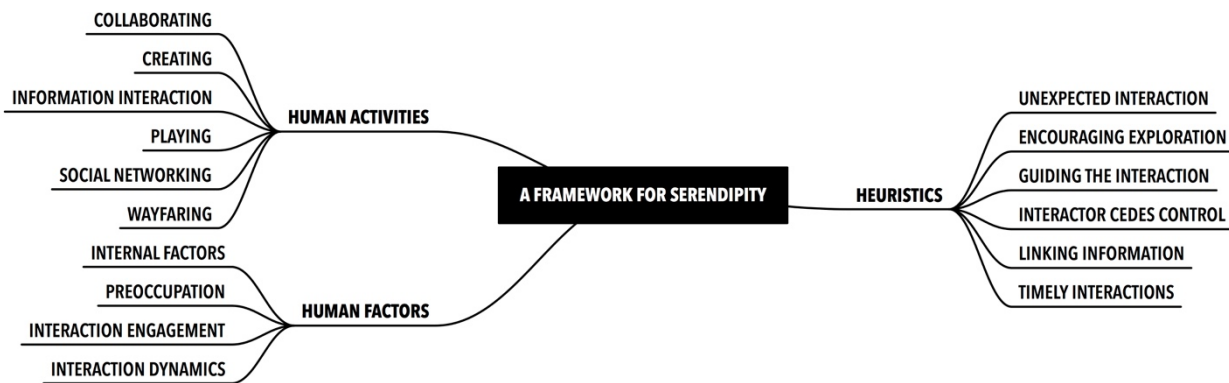 COLLABORATING
CREATING
INFORMATION INTERACTION
PLAYING
SOCIAL NETWORKING
WAYFARING
HUMAN ACTIVITIES
INTERNAL FACTORS
PREOCCUPATION
INTERACTION ENGAGEMENT
INTERACTION DYNAMICS
HUMAN FACTORS
A FRAMEWORK FOR SERENDIPITY
HEURISTICS
UNEXPECTED INTERACTION
ENCOURAGING EXPLORATION
GUIDING THE INTERACTION
INTERACTOR CEDES CONTROL
LINKING INFORMATION
TIMELY INTERACTIONS